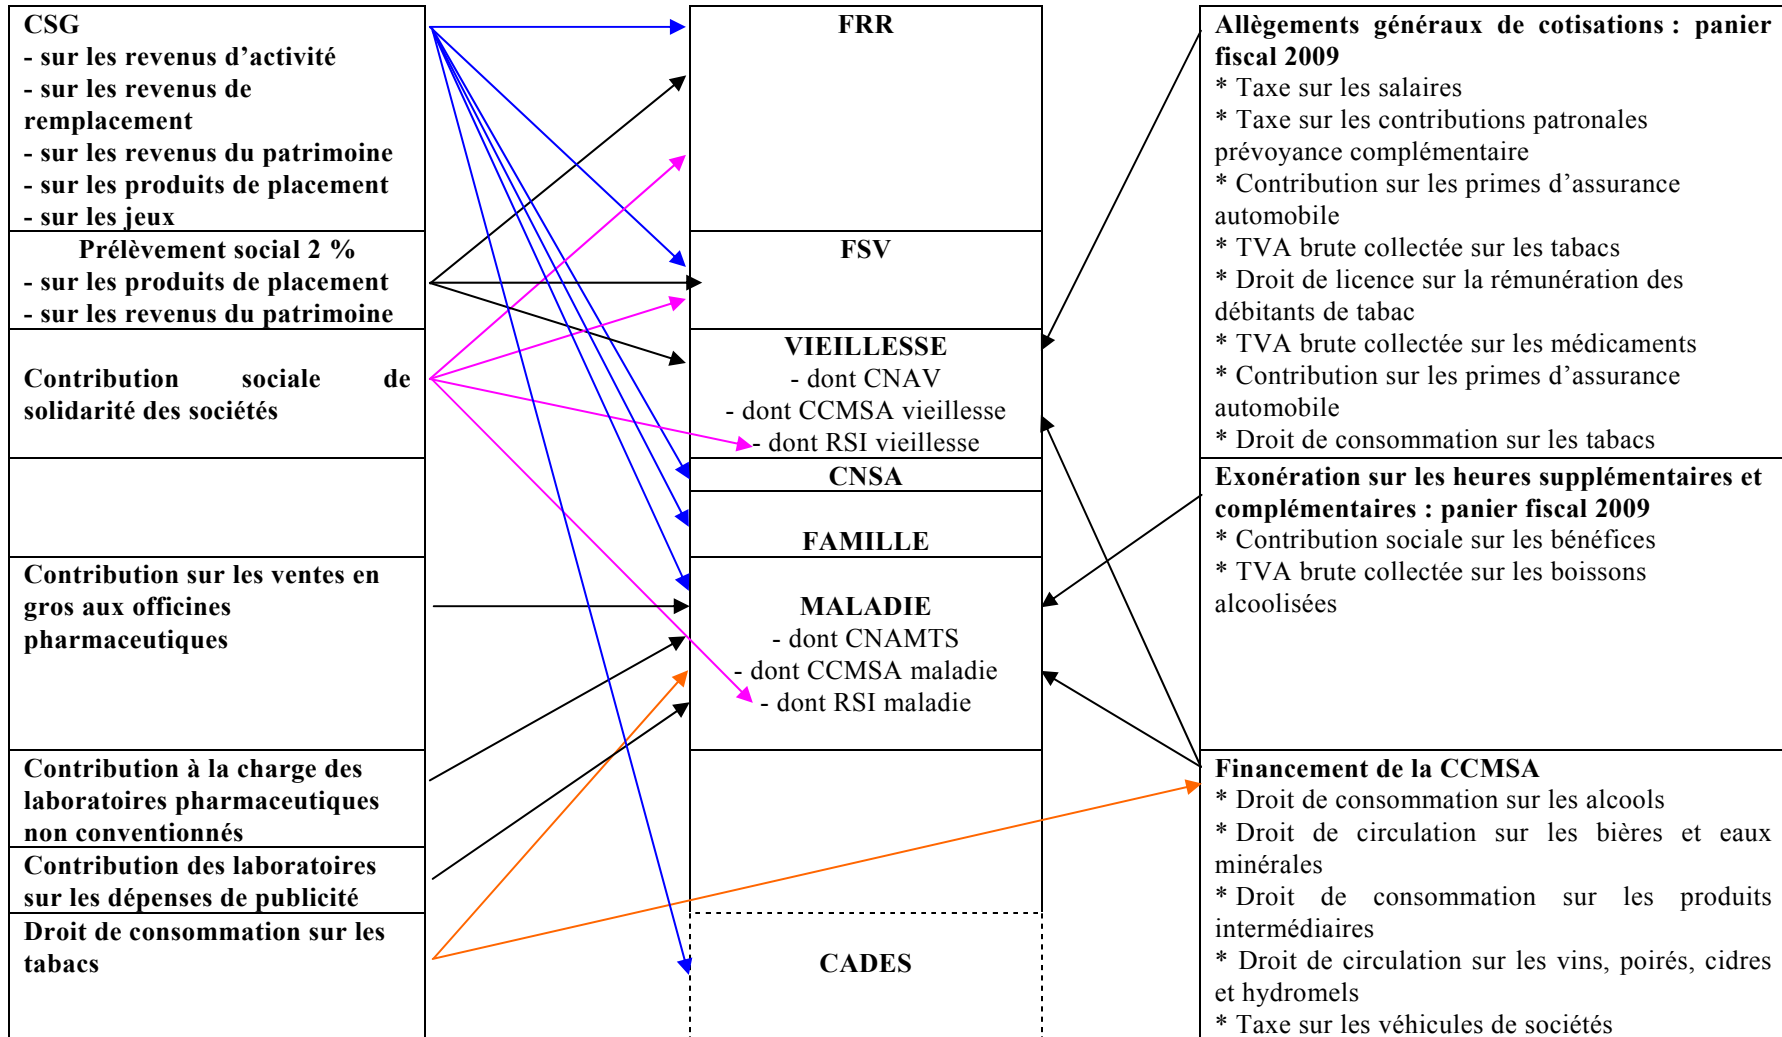 CSG
- sur les revenus d’activité
- sur les revenus de
remplacement
- sur les revenus du patrimoine
- sur les produits de placement
- sur les jeux
Prélèvement social 2 %
- sur les produits de placement
- sur les revenus du patrimoine
Contribution sociale de
solidarité des sociétés
Contribution sur les ventes en
gros aux officines
pharmaceutiques
Contribution à la charge des
laboratoires pharmaceutiques
non conventionnés
Contribution des laboratoires
sur les dépenses de publicité
Droit de consommation sur les
tabacs
FRR
FSV
VIEILLESSE
- dont CNAV
- dont CCMSA vieillesse
- dont RSI vieillesse
CNSA
FAMILLE
MALADIE
- dont CNAMTS
- dont CCMSA maladie
- dont RSI maladie
CADES
Allègements généraux de cotisations : panier
fiscal 2009
* Taxe sur les salaires
* Taxe sur les contributions patronales
prévoyance complémentaire
* Contribution sur les primes d’assurance
automobile
* TVA brute collectée sur les tabacs
* Droit de licence sur la rémunération des
débitants de tabac
* TVA brute collectée sur les médicaments
* Contribution sur les primes d’assurance
automobile
* Droit de consommation sur les tabacs
Exonération sur les heures supplémentaires et
complémentaires : panier fiscal 2009
* Contribution sociale sur les bénéfices
* TVA brute collectée sur les boissons
alcoolisées
Financement de la CCMSA
* Droit de consommation sur les alcools
* Droit de circulation sur les bières et eaux
minérales
* Droit de consommation sur les produits
intermédiaires
* Droit de circulation sur les vins, poirés, cidres
et hydromels
* Taxe sur les véhicules de sociétés